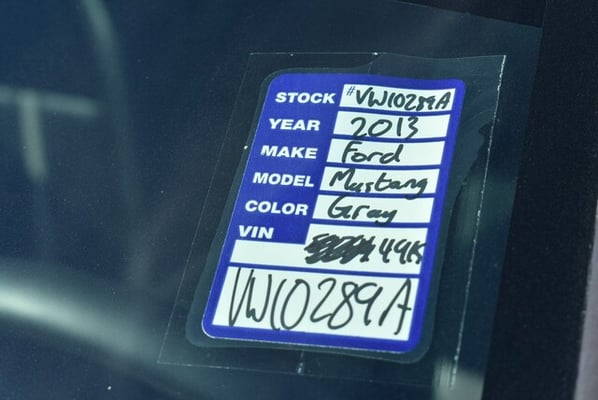 STOCK #VW10289A
YEAR 2013
MAKE Ford
MODEL Mustang
COLOR Gray
VIN
49K
VW10289A